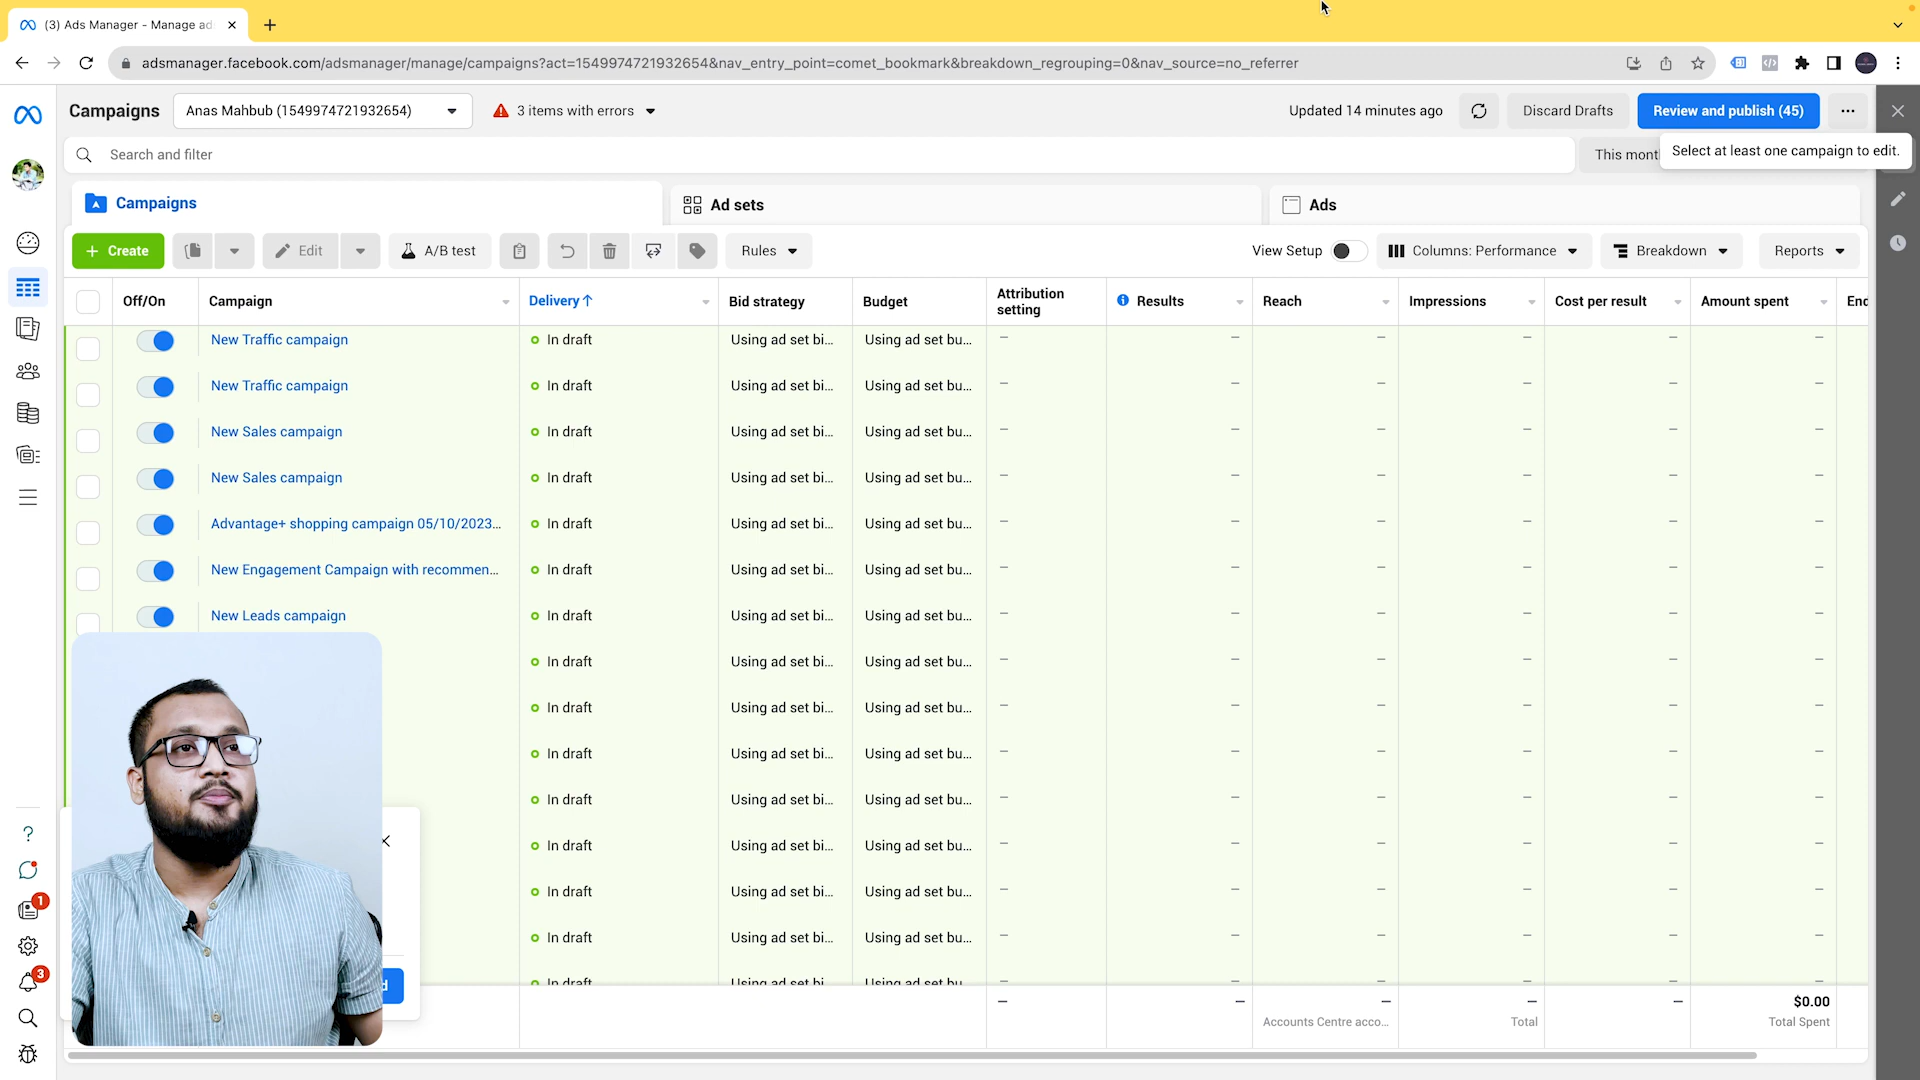 (3) Ads Manager - Manage ad
adsmanager.facebook.com/adsmanager/manage/campaigns?act=1549974721932654&nav_entry_point=comet_bookmark&breakdown_regrouping=0&nav_source=no_referrer
Campaigns
Anas Mahbub (1549974721932654)
3 items with errors
Updated 14 minutes ago
Discard Drafts
Review and publish (45)
Search and filter
This mont
Select at least one campaign to edit.
Campaigns
Ad sets
Ads
+ Create
Edit
A/B test
Rules
View Setup
Columns: Performance
Breakdown
Reports
Off/On
Campaign
Delivery↑
Bid strategy
Budget
Attribution
setting
Results
Reach
Impressions
Cost per result
Amount spent
End
New Traffic campaign In draft Using ad set bi... Using ad set bu... – – – – – –
New Traffic campaign In draft Using ad set bi... Using ad set bu... – – – – – –
New Sales campaign In draft Using ad set bi... Using ad set bu... – – – – – –
New Sales campaign In draft Using ad set bi... Using ad set bu... – – – – – –
Advantage+ shopping campaign 05/10/2023... In draft Using ad set bi... Using ad set bu... – – – – – –
New Engagement Campaign with recommen... In draft Using ad set bi... Using ad set bu... – – – – – –
New Leads campaign In draft Using ad set bi... Using ad set bu... – – – – – –
In draft Using ad set bi... Using ad set bu... – – – – – –
In draft Using ad set bi... Using ad set bu... – – – – – –
In draft Using ad set bi... Using ad set bu... – – – – – –
In draft Using ad set bi... Using ad set bu... – – – – – –
In draft Using ad set bi... Using ad set bu... – – – – – –
In draft Using ad set bi... Using ad set bu... – – – – – –
In draft Using ad set bi... Using ad set bu... – – – – – –
In draft Using ad set bi... Using ad set bu... – – – – – –
– – – – – $0.00
Accounts Centre acco... Total Total Spent
1
3
d